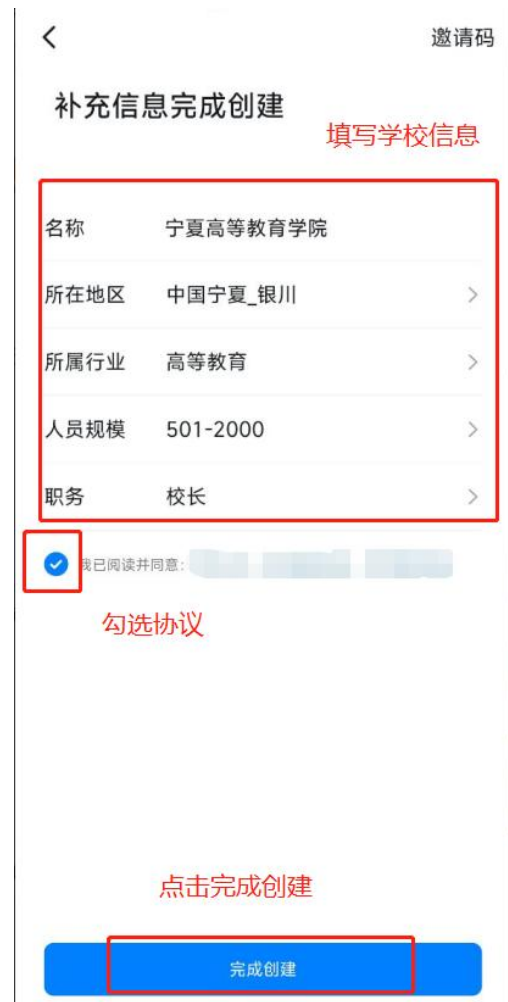 邀请码
补充信息完成创建
填写学校信息
名称 宁夏高等教育学院
所在地区 中国宁夏_银川
所属行业 高等教育
人员规模 501-2000
职务 校长
我已阅读并同意:
勾选协议
点击完成创建
完成创建